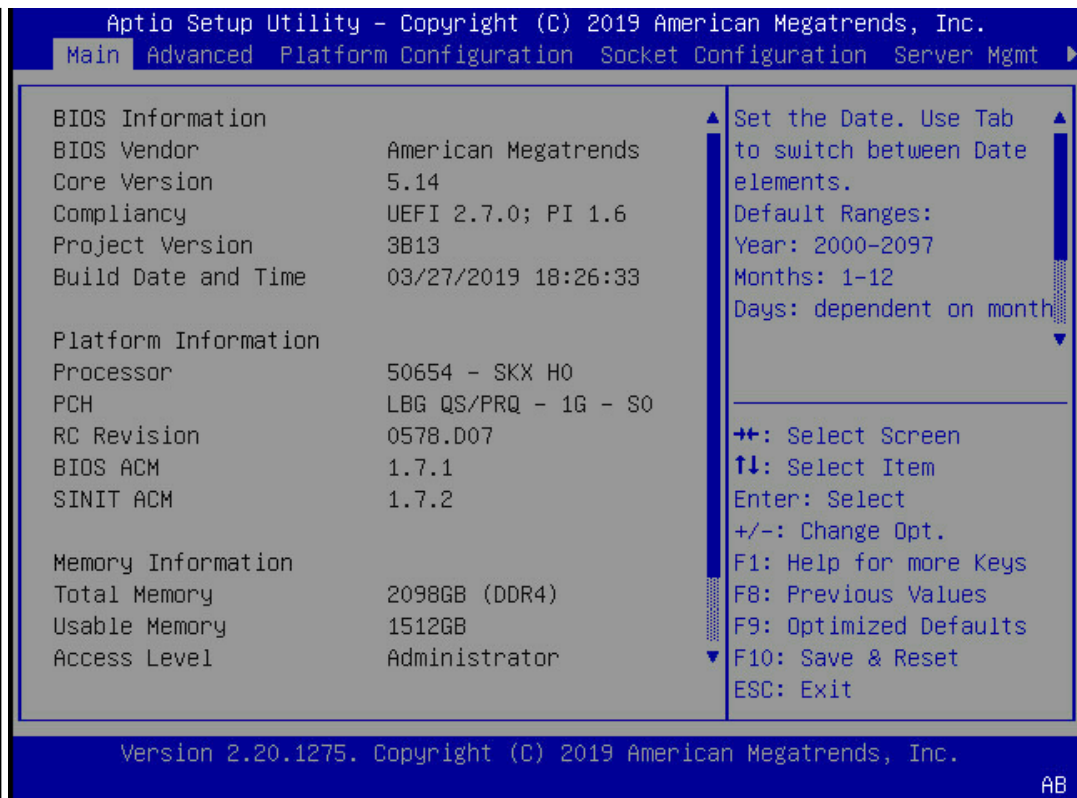 Aptio Setup Utility – Copyright (C) 2019 American Megatrends, Inc.
Main Advanced Platform Configuration Socket Configuration Server Mgmt ▶
BIOS Information
BIOS Vendor American Megatrends
Core Version 5.14
Compliancy UEFI 2.7.0; PI 1.6
Project Version 3B13
Build Date and Time 03/27/2019 18:26:33
Platform Information
Processor 50654 – SKX H0
PCH LBG QS/PRQ – 1G – S0
RC Revision 0578.D07
BIOS ACM 1.7.1
SINIT ACM 1.7.2
Memory Information
Total Memory 2098GB (DDR4)
Usable Memory 1512GB
Access Level Administrator
Set the Date. Use Tab
to switch between Date
elements.
Default Ranges:
Year: 2000–2097
Months: 1–12
Days: dependent on month
→←: Select Screen
↑↓: Select Item
Enter: Select
+/–: Change Opt.
F1: Help for more Keys
F8: Previous Values
F9: Optimized Defaults
F10: Save & Reset
ESC: Exit
Version 2.20.1275. Copyright (C) 2019 American Megatrends, Inc.
AB